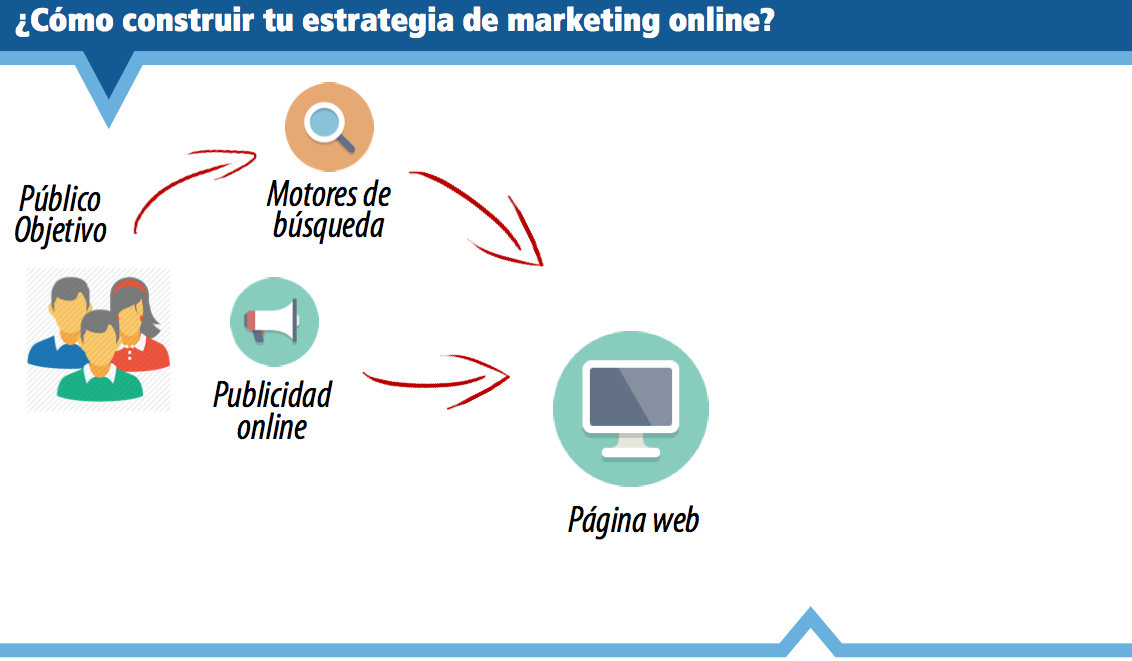 ¿Cómo construir tu estrategia de marketing online?
Público
Objetivo
Motores de
búsqueda
Publicidad
online
Página web